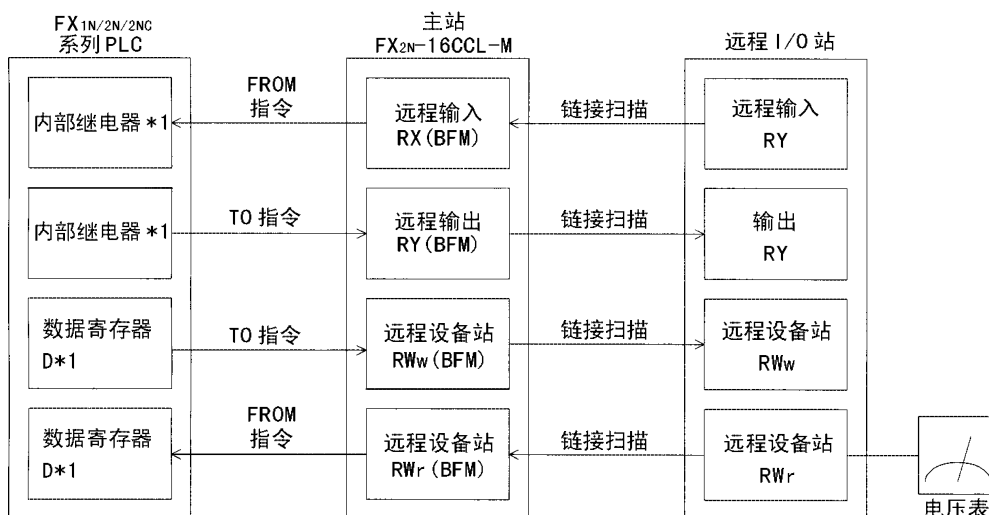 FX1N/2N/2NC
系列PLC
主站
FX2N-16CCL-M
远程I/O站
内部继电器*1
FROM
指令
远程输入
RX(BFM)
链接扫描
远程输入
RY
内部继电器*1
TO指令
远程输出
RY(BFM)
链接扫描
输出
RY
数据寄存器
D*1
TO指令
远程设备站
RWw(BFM)
链接扫描
远程设备站
RWw
数据寄存器
D*1
FROM
指令
远程设备站
RWr(BFM)
链接扫描
远程设备站
RWr
电压表